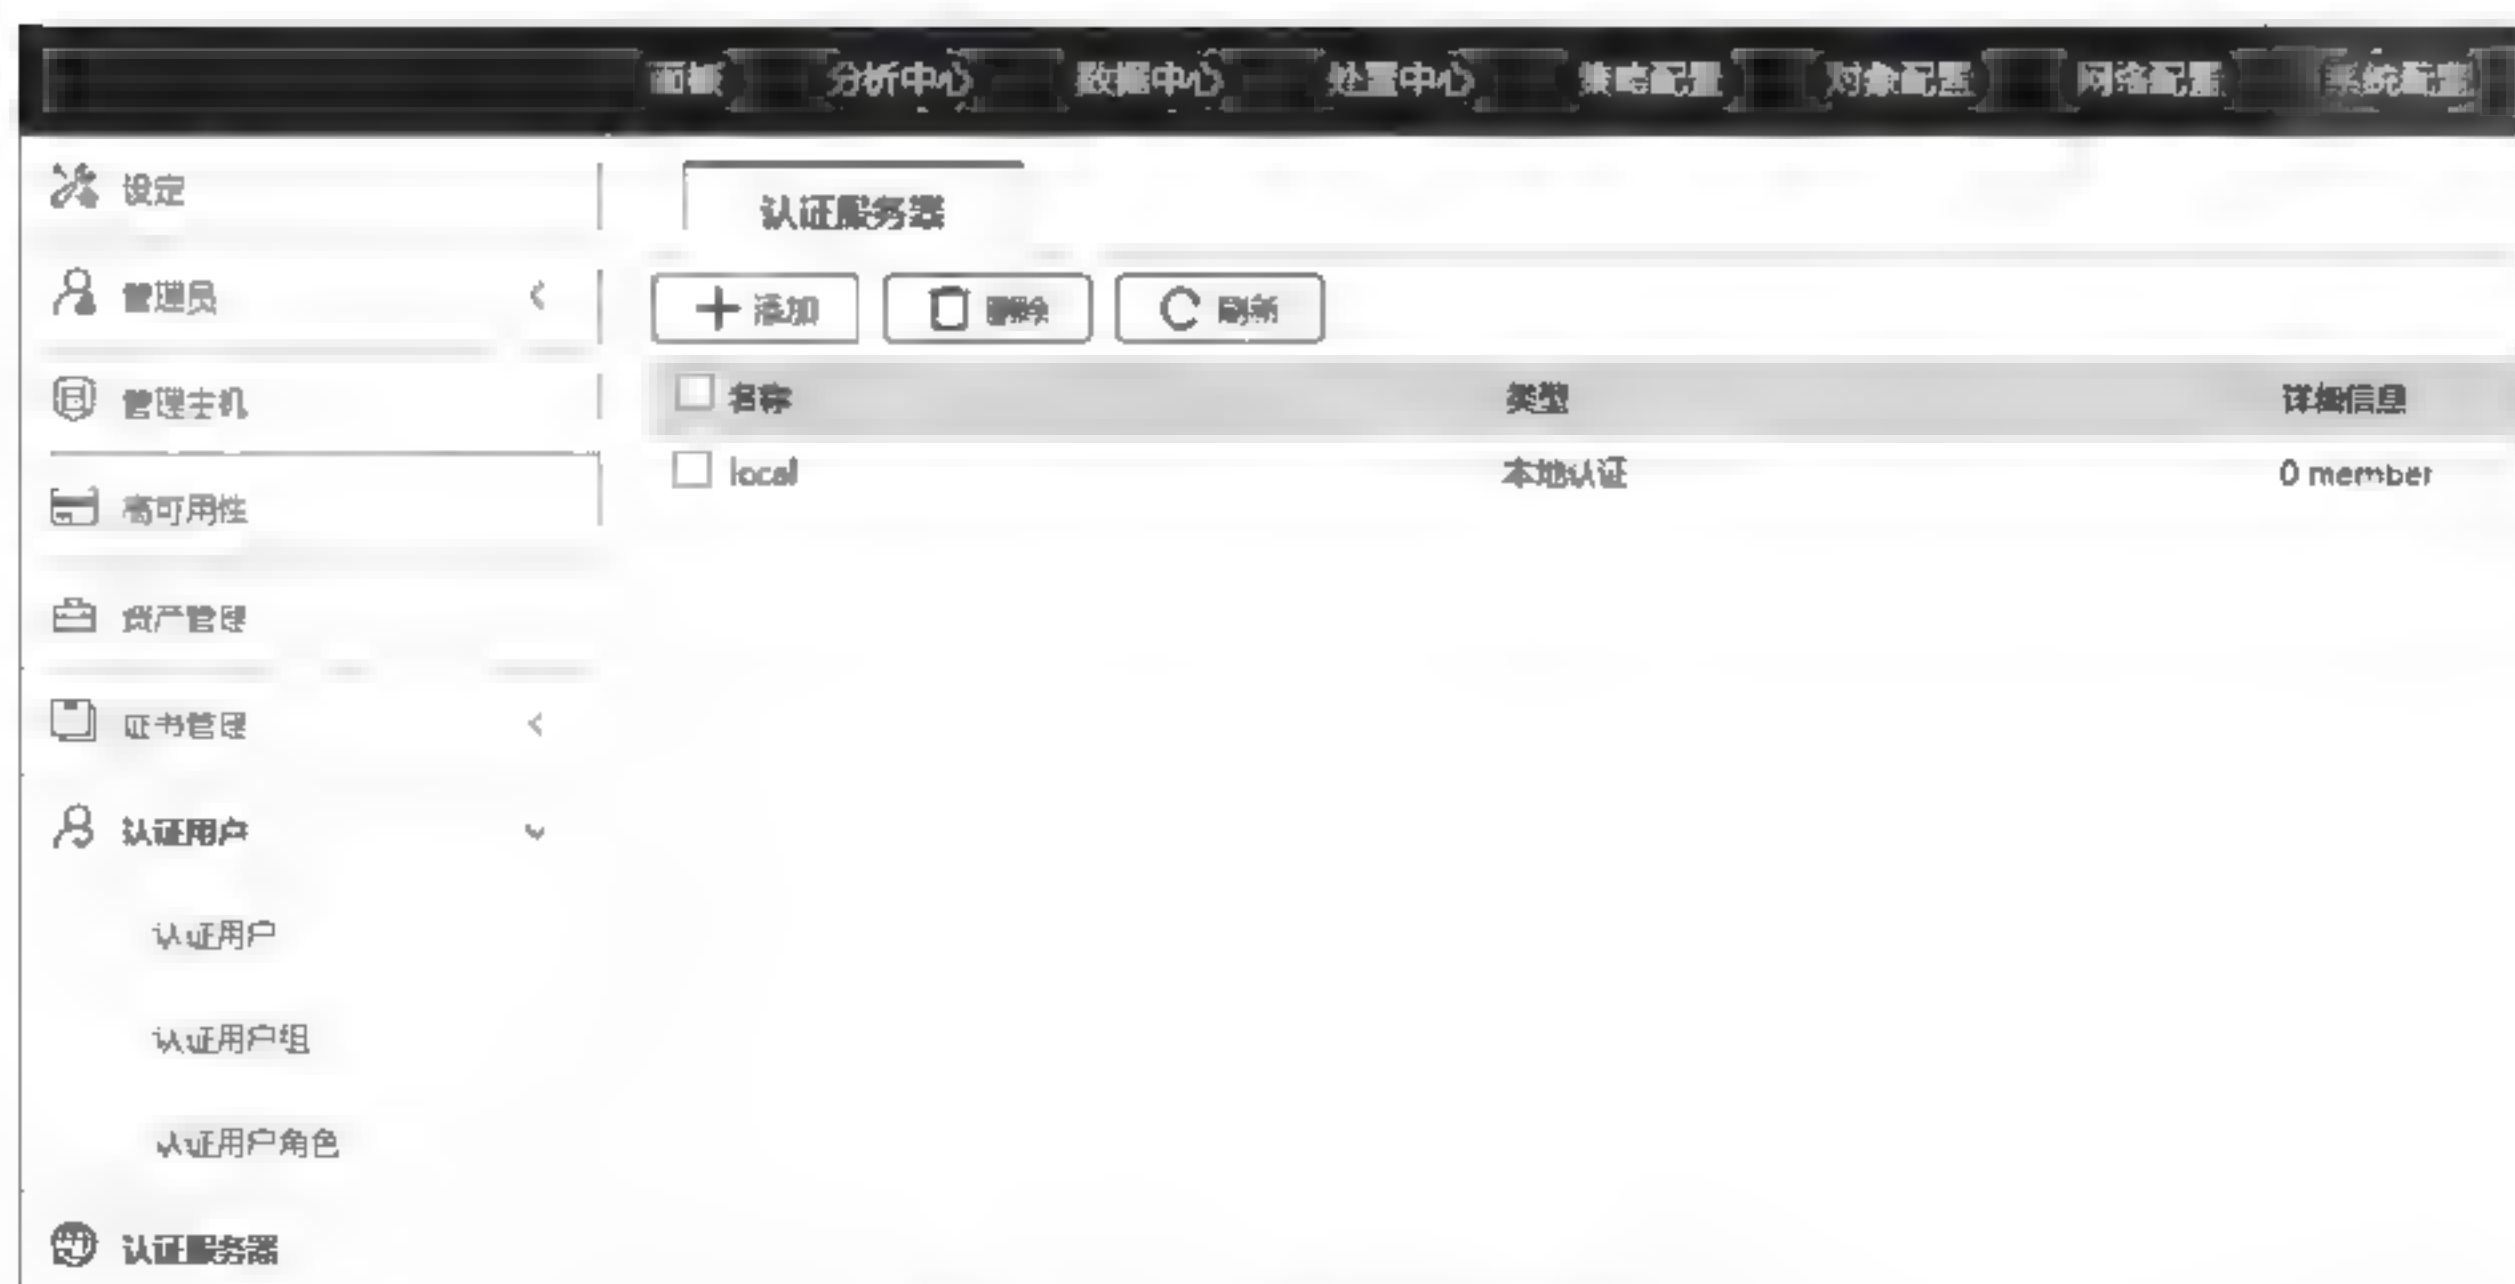 面板 分析中心 数据中心 处置中心 策略配置 对象配置 网络配置 系统配置
设定
认证服务器
管理员
添加 删除 刷新
管理主机
名称 类型 详细信息
local 本地认证 0 member
高可用性
资产管理
证书管理
认证用户
认证用户
认证用户组
认证用户角色
认证服务器